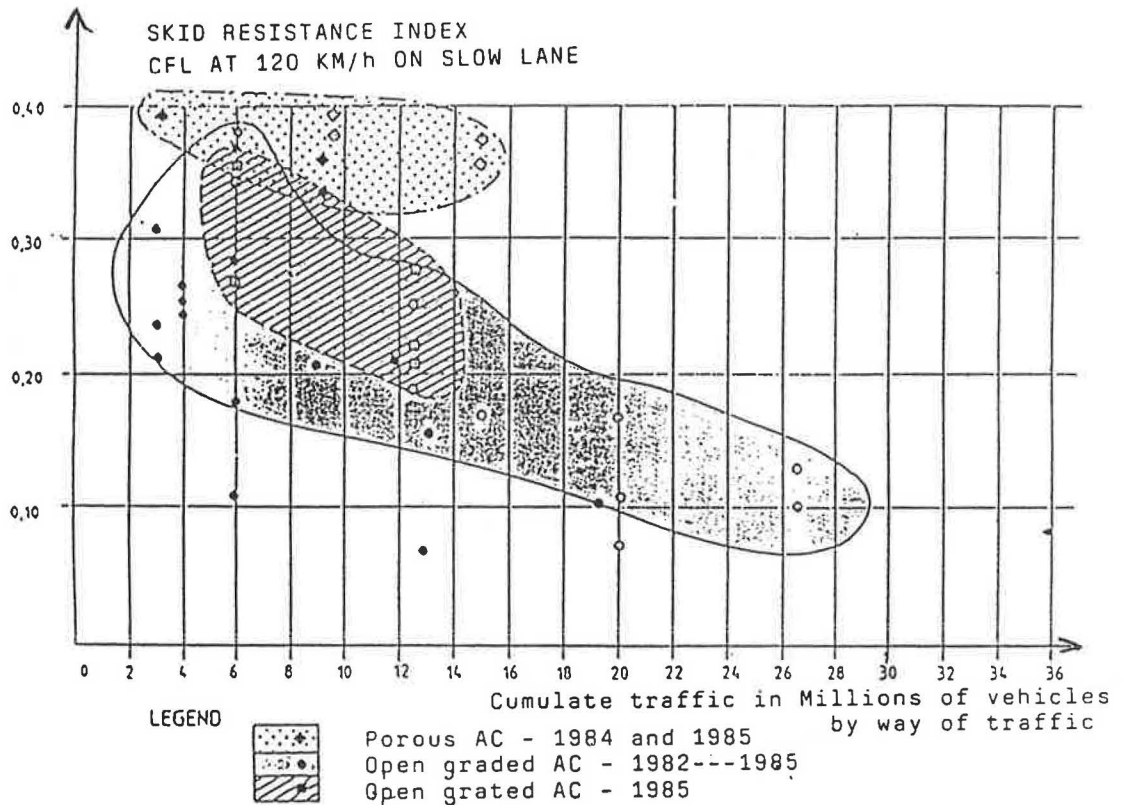 SKID RESISTANCE INDEX
CFL AT 120 KM/h ON SLOW LANE
0,40
0,30
0,20
0,10
0 2 4 6 8 10 12 14 16 18 20 22 24 26 28 30 32 34 36
Cumulate traffic in Millions of vehicles
by way of traffic
LEGEND
Porous AC - 1984 and 1985
Open graded AC - 1982---1985
Open grated AC - 1985